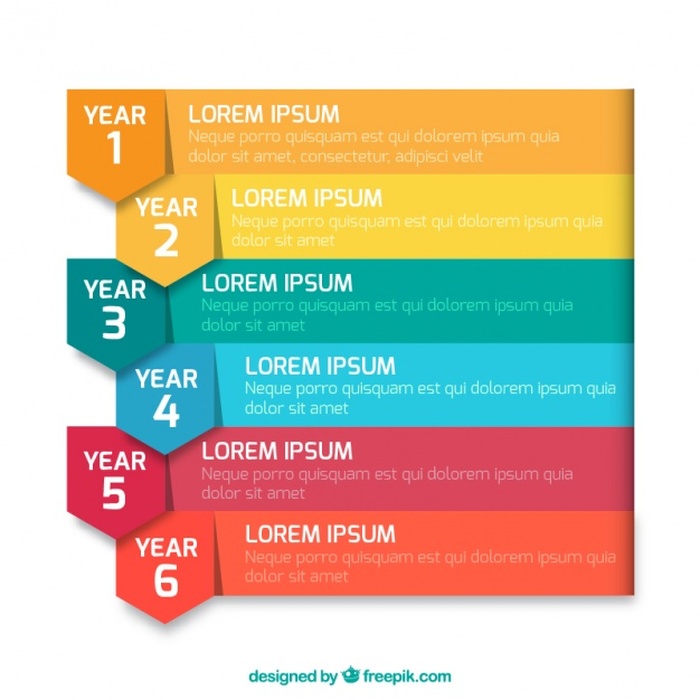 YEAR
1
LOREM IPSUM
Neque porro quisquam est qui dolorem ipsum quia
dolor sit amet, consectetur, adipisci velit
YEAR
2
LOREM IPSUM
Neque porro quisquam est qui dolorem ipsum quia
dolor sit amet
YEAR
3
LOREM IPSUM
Neque porro quisquam est qui dolorem ipsum quia
dolor sit amet
YEAR
4
LOREM IPSUM
Neque porro quisquam est qui dolorem ipsum quia
dolor sit amet
YEAR
5
LOREM IPSUM
Neque porro quisquam est qui dolorem ipsum quia
dolor sit amet
YEAR
6
LOREM IPSUM
Neque porro quisquam est qui dolorem ipsum quia
dolor sit amet
designed by freepik.com